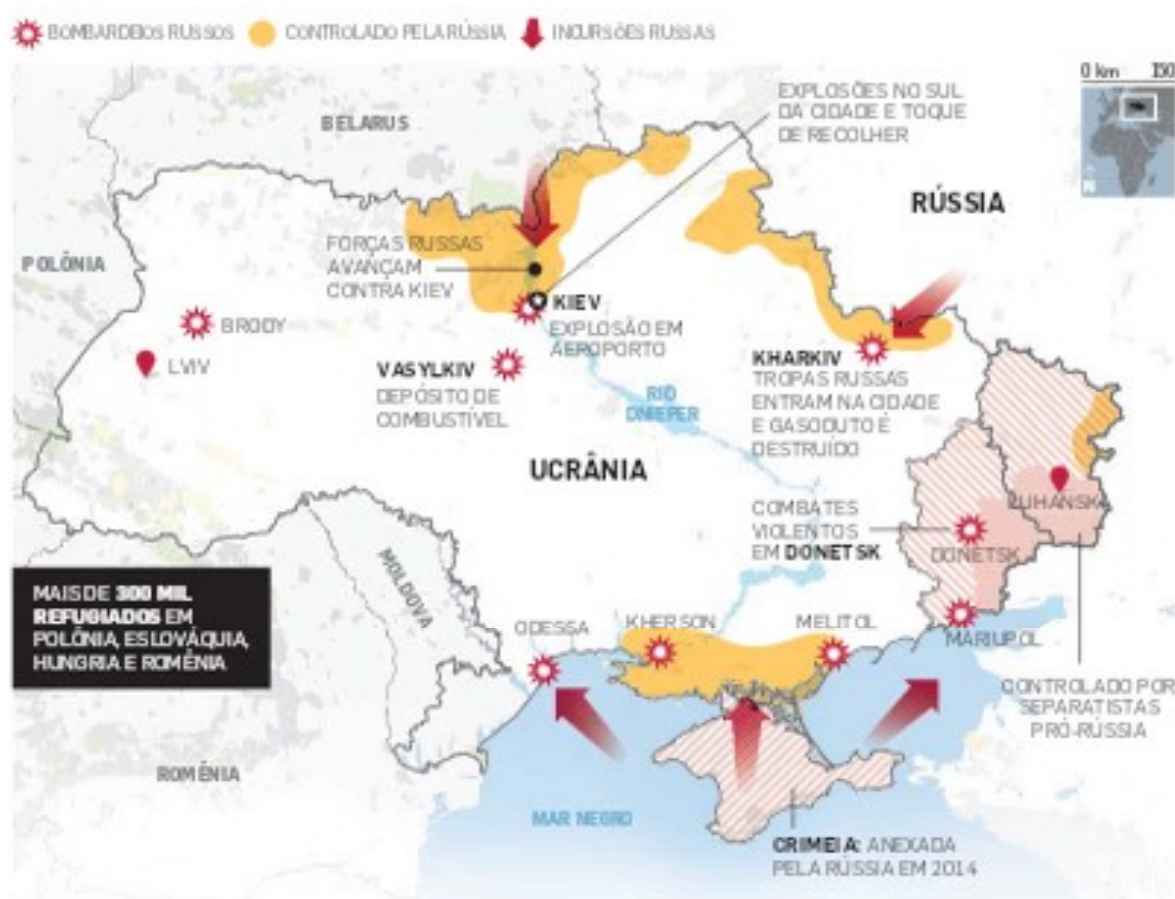 BOMBARDEIOS RUSSOS
CONTROLADO PELA RÚSSIA
INCURSÕES RUSSAS
0 km 150
EXPLOSÕES NO SUL
DA CIDADE E TOQUE
DE RECOLHER
BELARUS
RÚSSIA
N
POLÔNIA
FORÇAS RUSSAS
AVANÇAM
CONTRA KIEV
KIEV
EXPLOSÃO EM
AEROPORTO
BRODY
LVIV
VASYLKIV
DEPÓSITO DE
COMBUSTÍVEL
KHARKIV
TROPAS RUSSAS
ENTRAM NA CIDADE
E GASODUTO É
DESTRUÍDO
RIO
DNIEPER
UCRÂNIA
LUHANSK
COMBATES
VIOLENTOS
EM DONETSK
DONETSK
MOLDOVA
MAIS DE 300 MIL
REFUGIADOS EM
POLÔNIA, ESLOVÁQUIA,
HUNGRIA E ROMÊNIA
ODESSA
KHERSON
MELITOL
MARIUPOL
CONTROLADO POR
SEPARATISTAS
PRÓ-RÚSSIA
ROMÊNIA
MAR NEGRO
CRIMEIA: ANEXADA
PELA RÚSSIA EM 2014